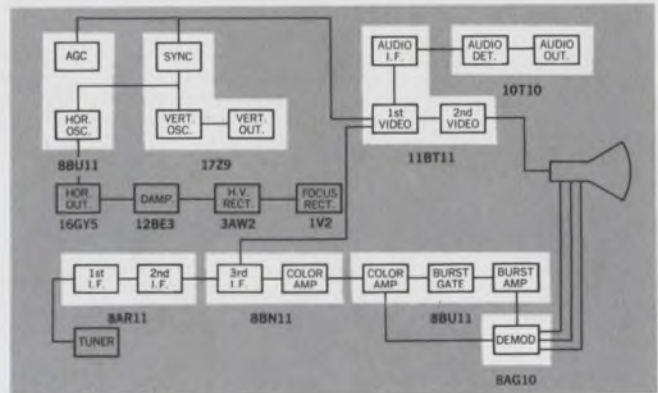 AGC
SYNC
AUDIO
I.F.
AUDIO
DET.
AUDIO
OUT.
10T10
HOR.
OSC.
VERT.
OSC.
VERT.
OUT.
1st
VIDEO
2nd
VIDEO
8BU11
17Z9
11BT11
HOR.
OUT.
DAMP.
H.V.
RECT.
FOCUS
RECT.
16GY5
12BE3
3AW2
1V2
1st
I.F.
2nd
I.F.
3rd
I.F.
COLOR
AMP
COLOR
AMP
BURST
GATE
BURST
AMP
8AR11
8BN11
8BU11
TUNER
DEMOD
8AG10